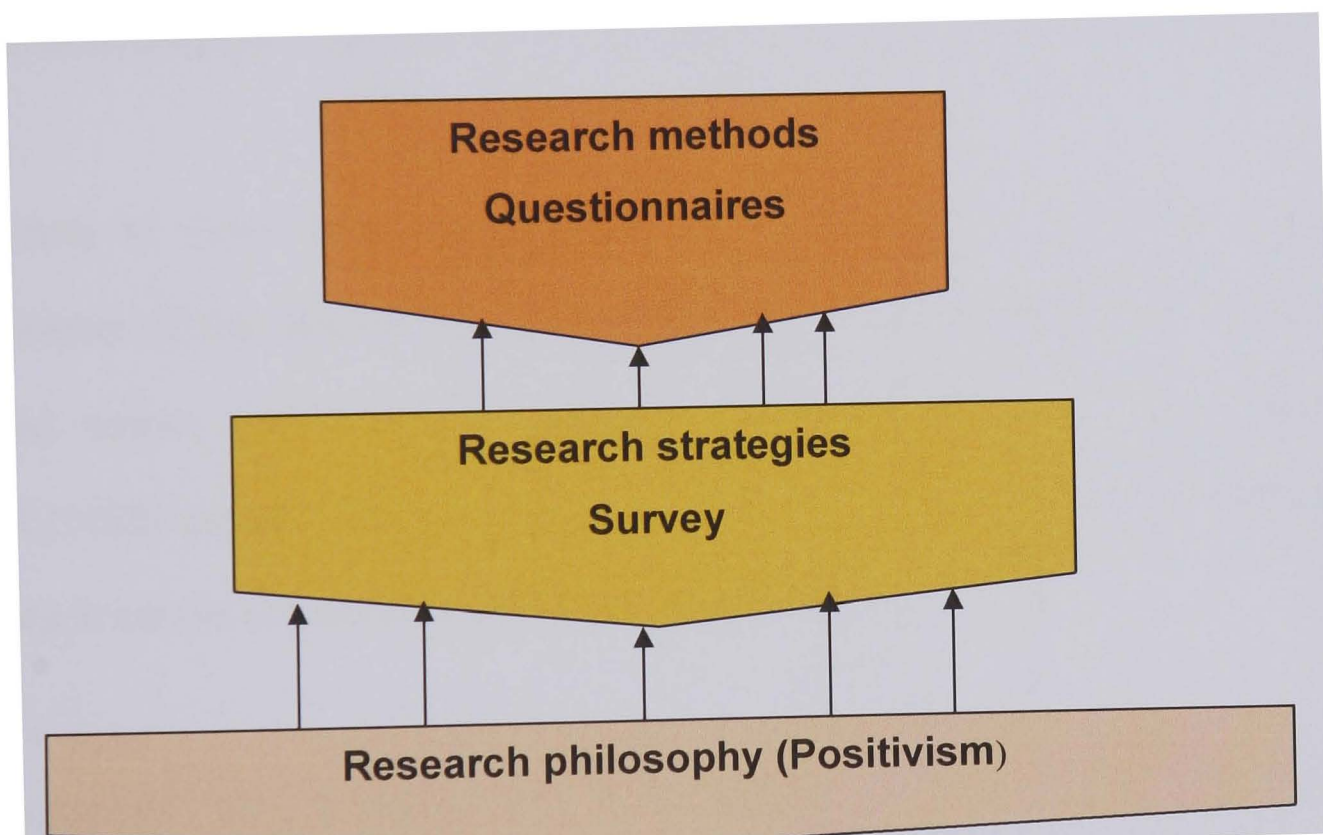 Research methods
Questionnaires
Research strategies
Survey
Research philosophy (Positivism)